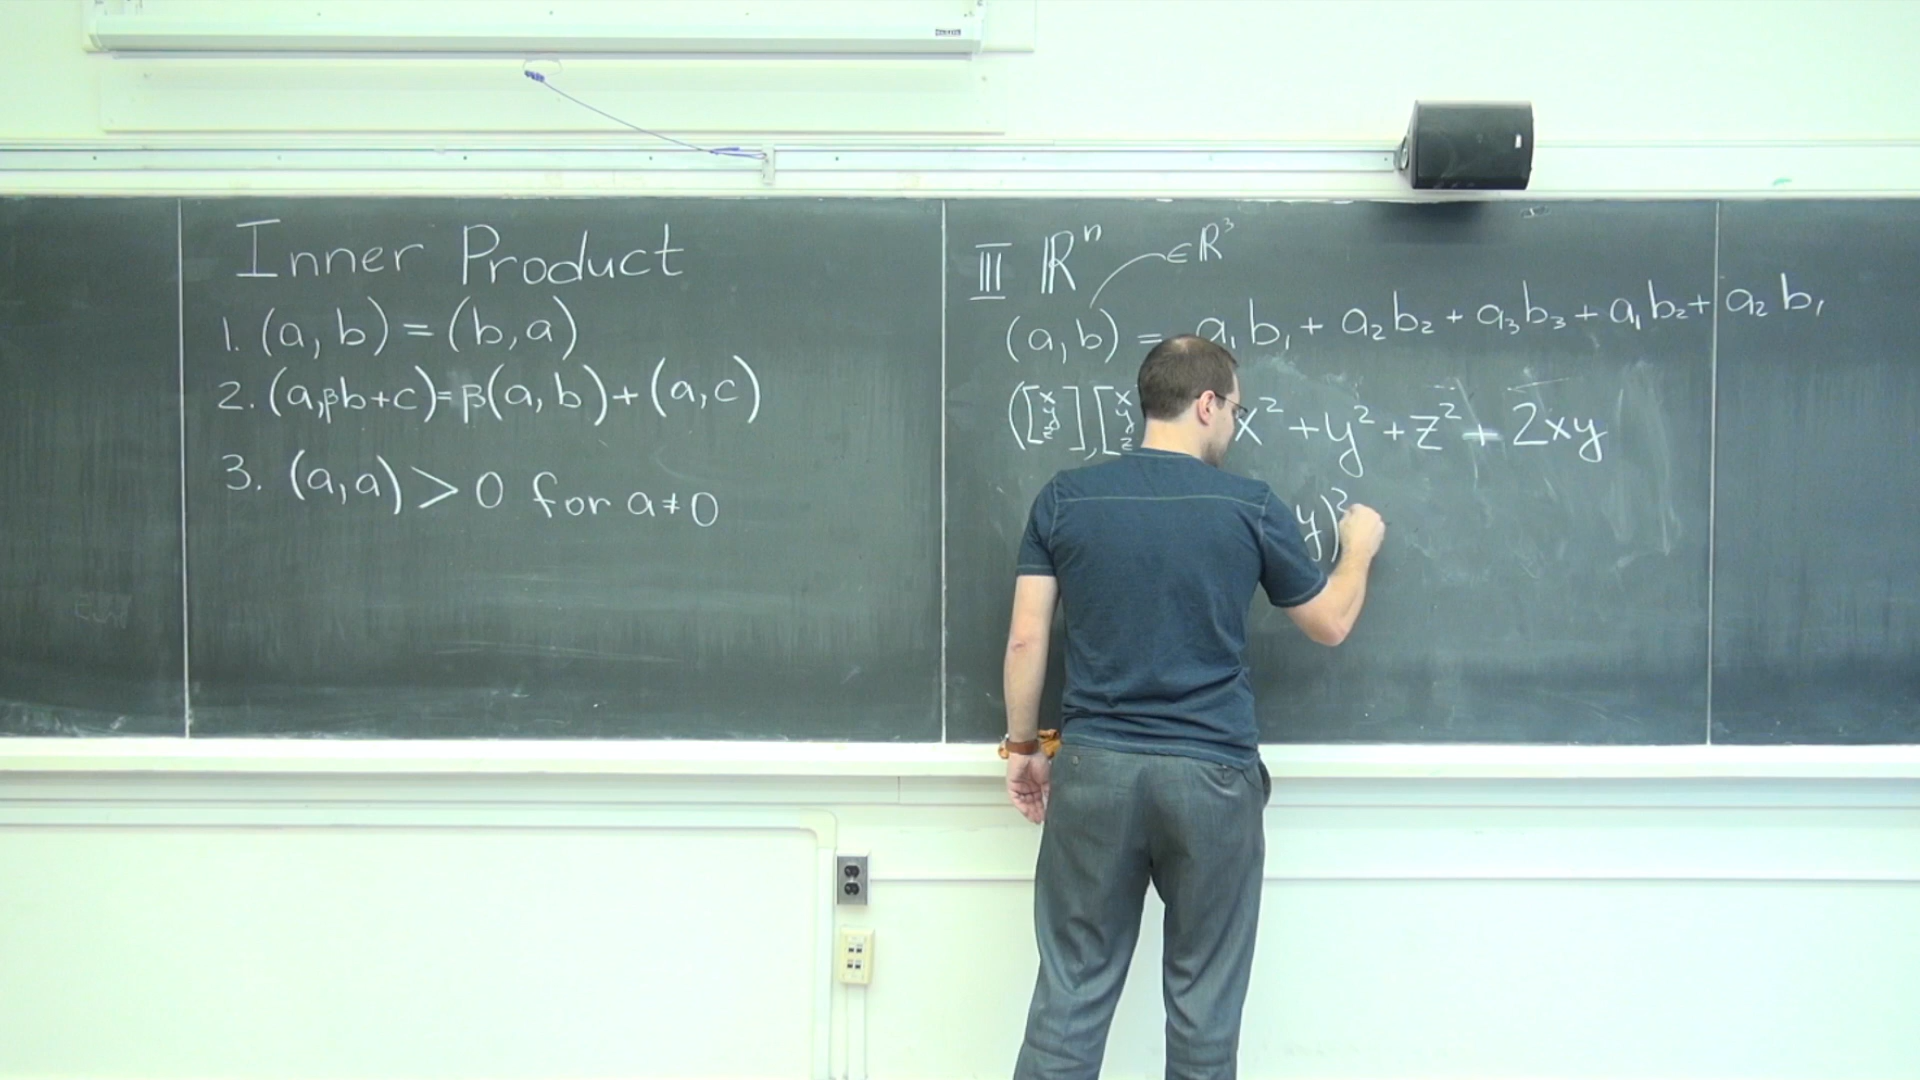 Inner Product
1. (a, b) = (b, a)
2. (a, βb+c) = β(a, b) + (a, c)
3. (a, a) > 0 for a ≠ 0
III ℝⁿ
∈ℝ³
(a, b) = a₁b₁ + a₂b₂ + a₃b₃ + a₁b₂ + a₂b₁
([x y z], [x y z x² + y² + z² + 2xy
y)²